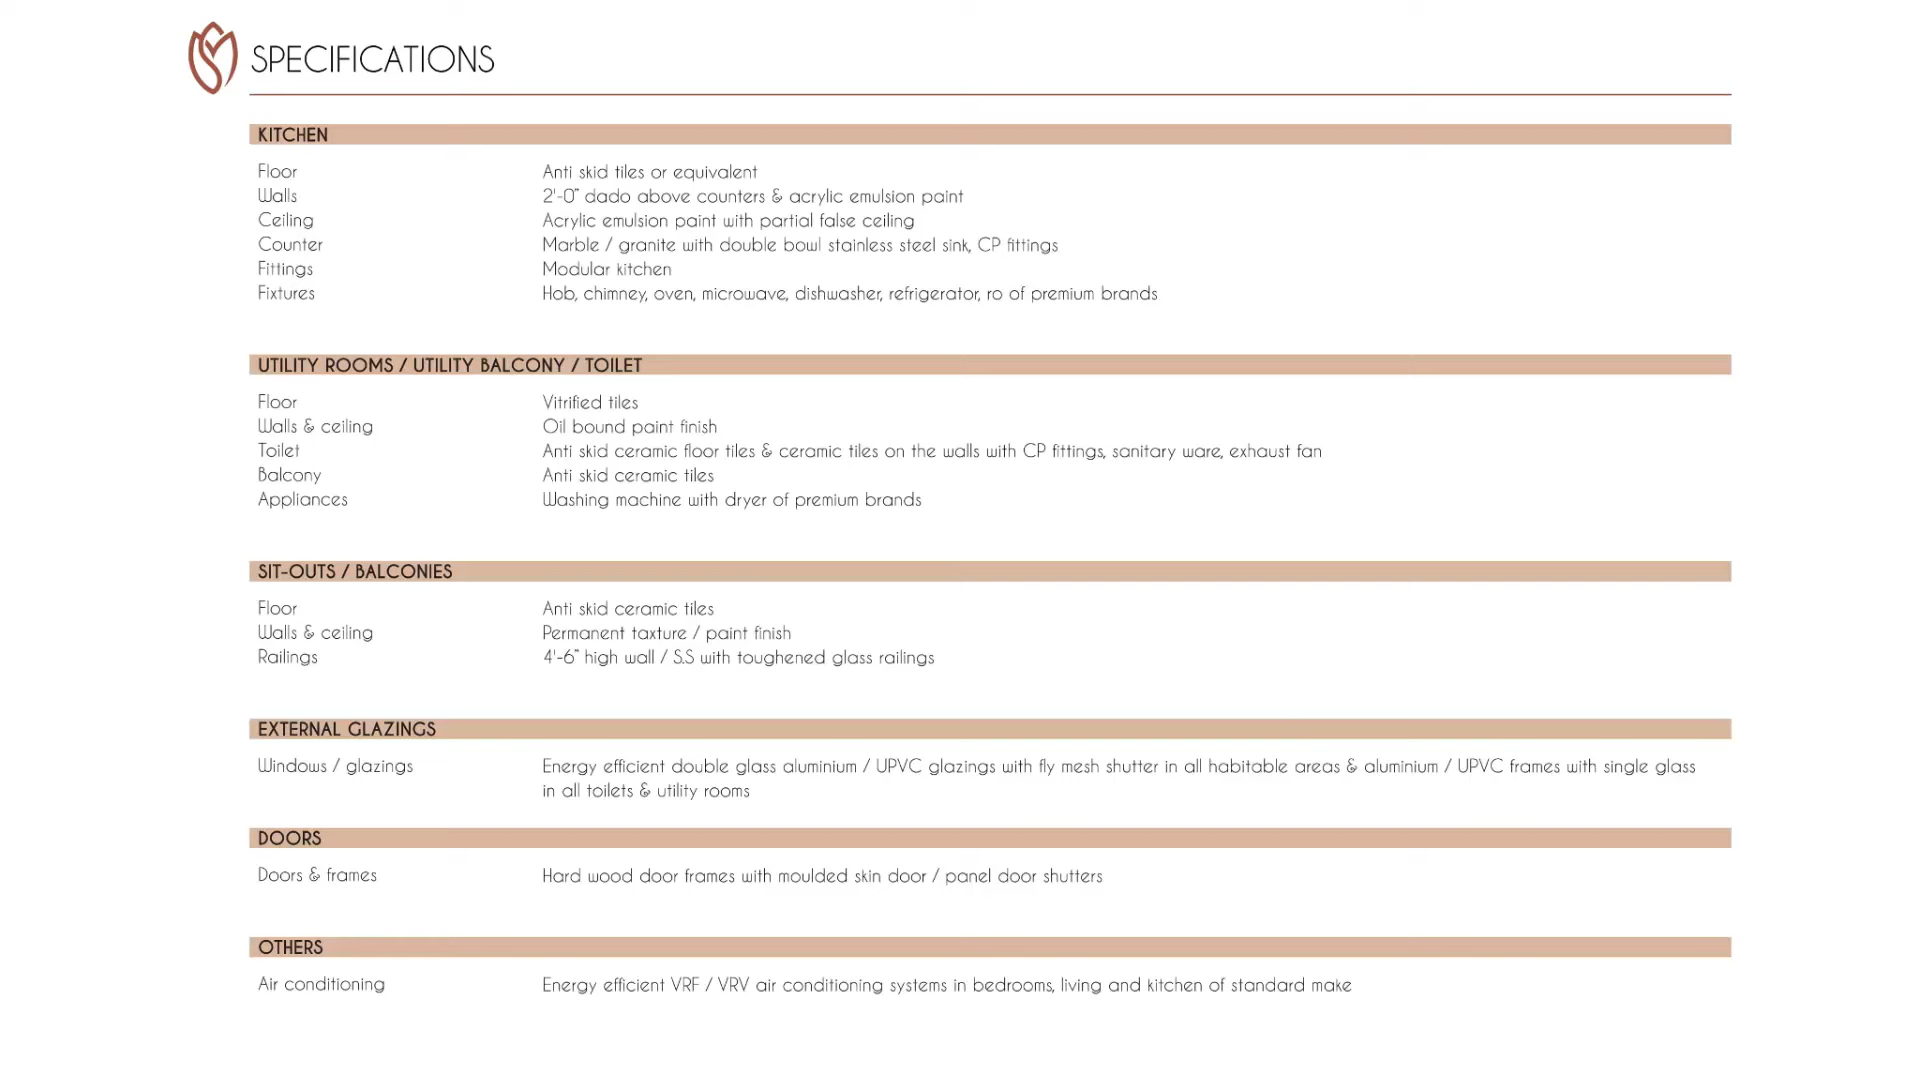 SPECIFICATIONS
KITCHEN
Floor Anti skid tiles or equivalent
Walls 2'-0" dado above counters & acrylic emulsion paint
Ceiling Acrylic emulsion paint with partial false ceiling
Counter Marble / granite with double bowl stainless steel sink, CP fittings
Fittings Modular kitchen
Fixtures Hob, chimney, oven, microwave, dishwasher, refrigerator, ro of premium brands
UTILITY ROOMS / UTILITY BALCONY / TOILET
Floor Vitrified tiles
Walls & ceiling Oil bound paint finish
Toilet Anti skid ceramic floor tiles & ceramic tiles on the walls with CP fittings, sanitary ware, exhaust fan
Balcony Anti skid ceramic tiles
Appliances Washing machine with dryer of premium brands
SIT-OUTS / BALCONIES
Floor Anti skid ceramic tiles
Walls & ceiling Permanent taxture / paint finish
Railings 4'-6" high wall / S.S with toughened glass railings
EXTERNAL GLAZINGS
Windows / glazings Energy efficient double glass aluminium / UPVC glazings with fly mesh shutter in all habitable areas & aluminium / UPVC frames with single glass
in all toilets & utility rooms
DOORS
Doors & frames Hard wood door frames with moulded skin door / panel door shutters
OTHERS
Air conditioning Energy efficient VRF / VRV air conditioning systems in bedrooms, living and kitchen of standard make